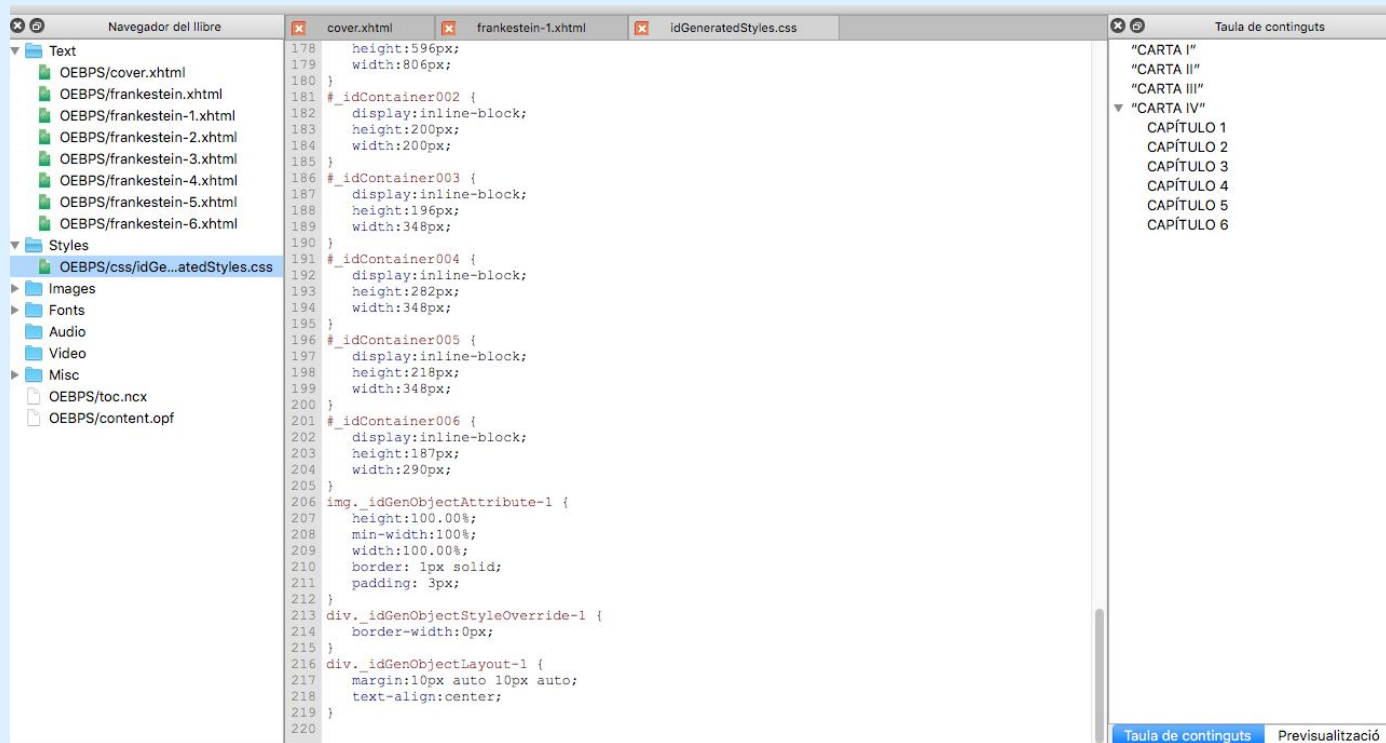 Navegador del llibre
Text
OEBPS/cover.xhtml
OEBPS/frankestein.xhtml
OEBPS/frankestein-1.xhtml
OEBPS/frankestein-2.xhtml
OEBPS/frankestein-3.xhtml
OEBPS/frankestein-4.xhtml
OEBPS/frankestein-5.xhtml
OEBPS/frankestein-6.xhtml
Styles
OEBPS/css/idGe...atedStyles.css
Images
Fonts
Audio
Video
Misc
OEBPS/toc.ncx
OEBPS/content.opf
cover.xhtml
frankestein-1.xhtml
idGeneratedStyles.css
178 height:596px;
179 width:806px;
180 }
181 #_idContainer002 {
182 display:inline-block;
183 height:200px;
184 width:200px;
185 }
186 #_idContainer003 {
187 display:inline-block;
188 height:196px;
189 width:348px;
190 }
191 #_idContainer004 {
192 display:inline-block;
193 height:282px;
194 width:348px;
195 }
196 #_idContainer005 {
197 display:inline-block;
198 height:218px;
199 width:348px;
200 }
201 #_idContainer006 {
202 display:inline-block;
203 height:187px;
204 width:290px;
205 }
206 img._idGenObjectAttribute-1 {
207 height:100.00%;
208 min-width:100%;
209 width:100.00%;
210 border: 1px solid;
211 padding: 3px;
212 }
213 div._idGenObjectStyleOverride-1 {
214 border-width:0px;
215 }
216 div._idGenObjectLayout-1 {
217 margin:10px auto 10px auto;
218 text-align:center;
219 }
220
Taula de continguts
"CARTA I"
"CARTA II"
"CARTA III"
"CARTA IV"
CAPÍTULO 1
CAPÍTULO 2
CAPÍTULO 3
CAPÍTULO 4
CAPÍTULO 5
CAPÍTULO 6
Taula de continguts
Previsualització